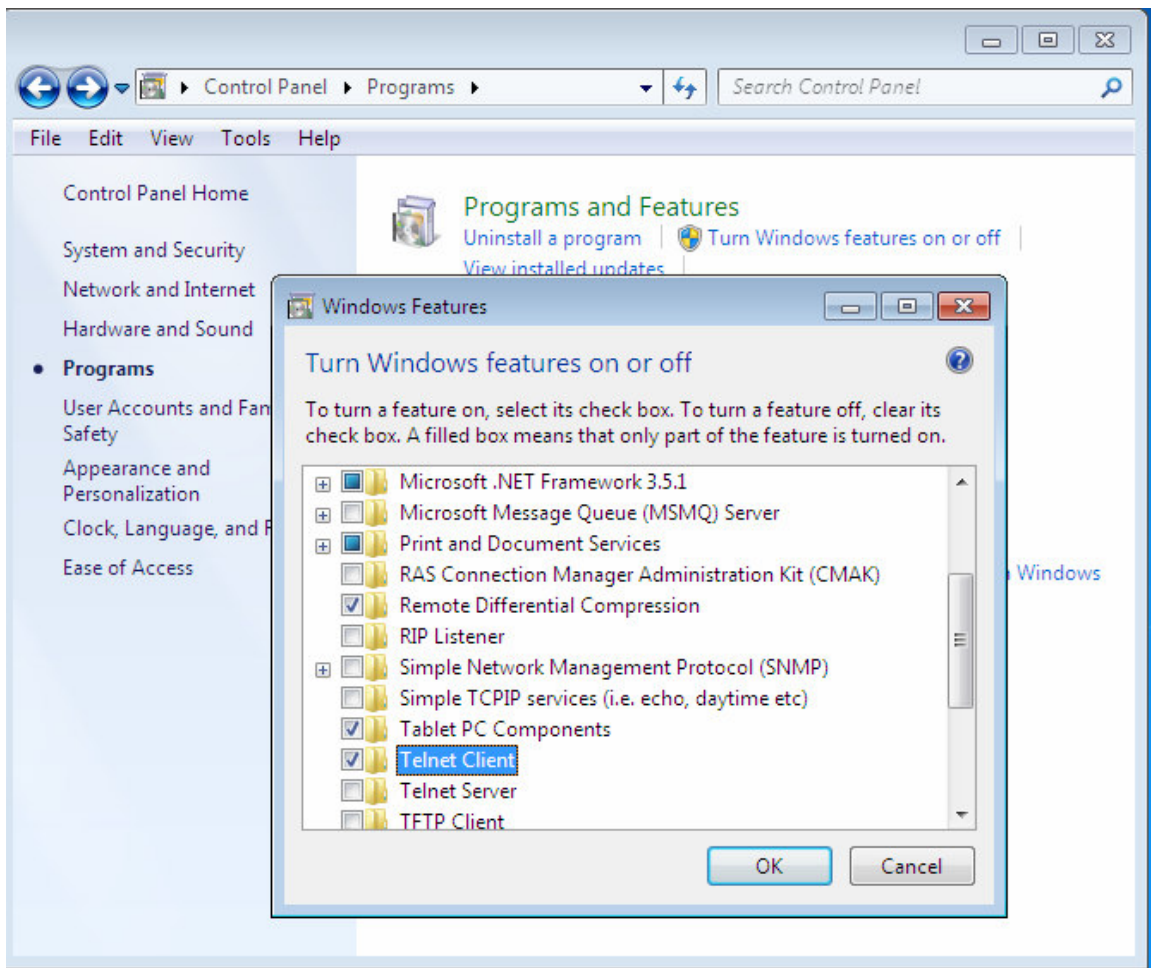 Control Panel Programs Search Control Panel
File Edit View Tools Help
Control Panel Home
System and Security
Network and Internet
Hardware and Sound
Programs
User Accounts and Fam
Safety
Appearance and
Personalization
Clock, Language, and
Ease of Access
Programs and Features
Uninstall a program Turn Windows features on or off
View installed updates
Windows
Windows Features
Turn Windows features on or off
To turn a feature on, select its check box. To turn a feature off, clear its
check box. A filled box means that only part of the feature is turned on.
Microsoft .NET Framework 3.5.1
Microsoft Message Queue (MSMQ) Server
Print and Document Services
RAS Connection Manager Administration Kit (CMAK)
Remote Differential Compression
RIP Listener
Simple Network Management Protocol (SNMP)
Simple TCPIP services (i.e. echo, daytime etc)
Tablet PC Components
Telnet Client
Telnet Server
TFTP Client
OK Cancel